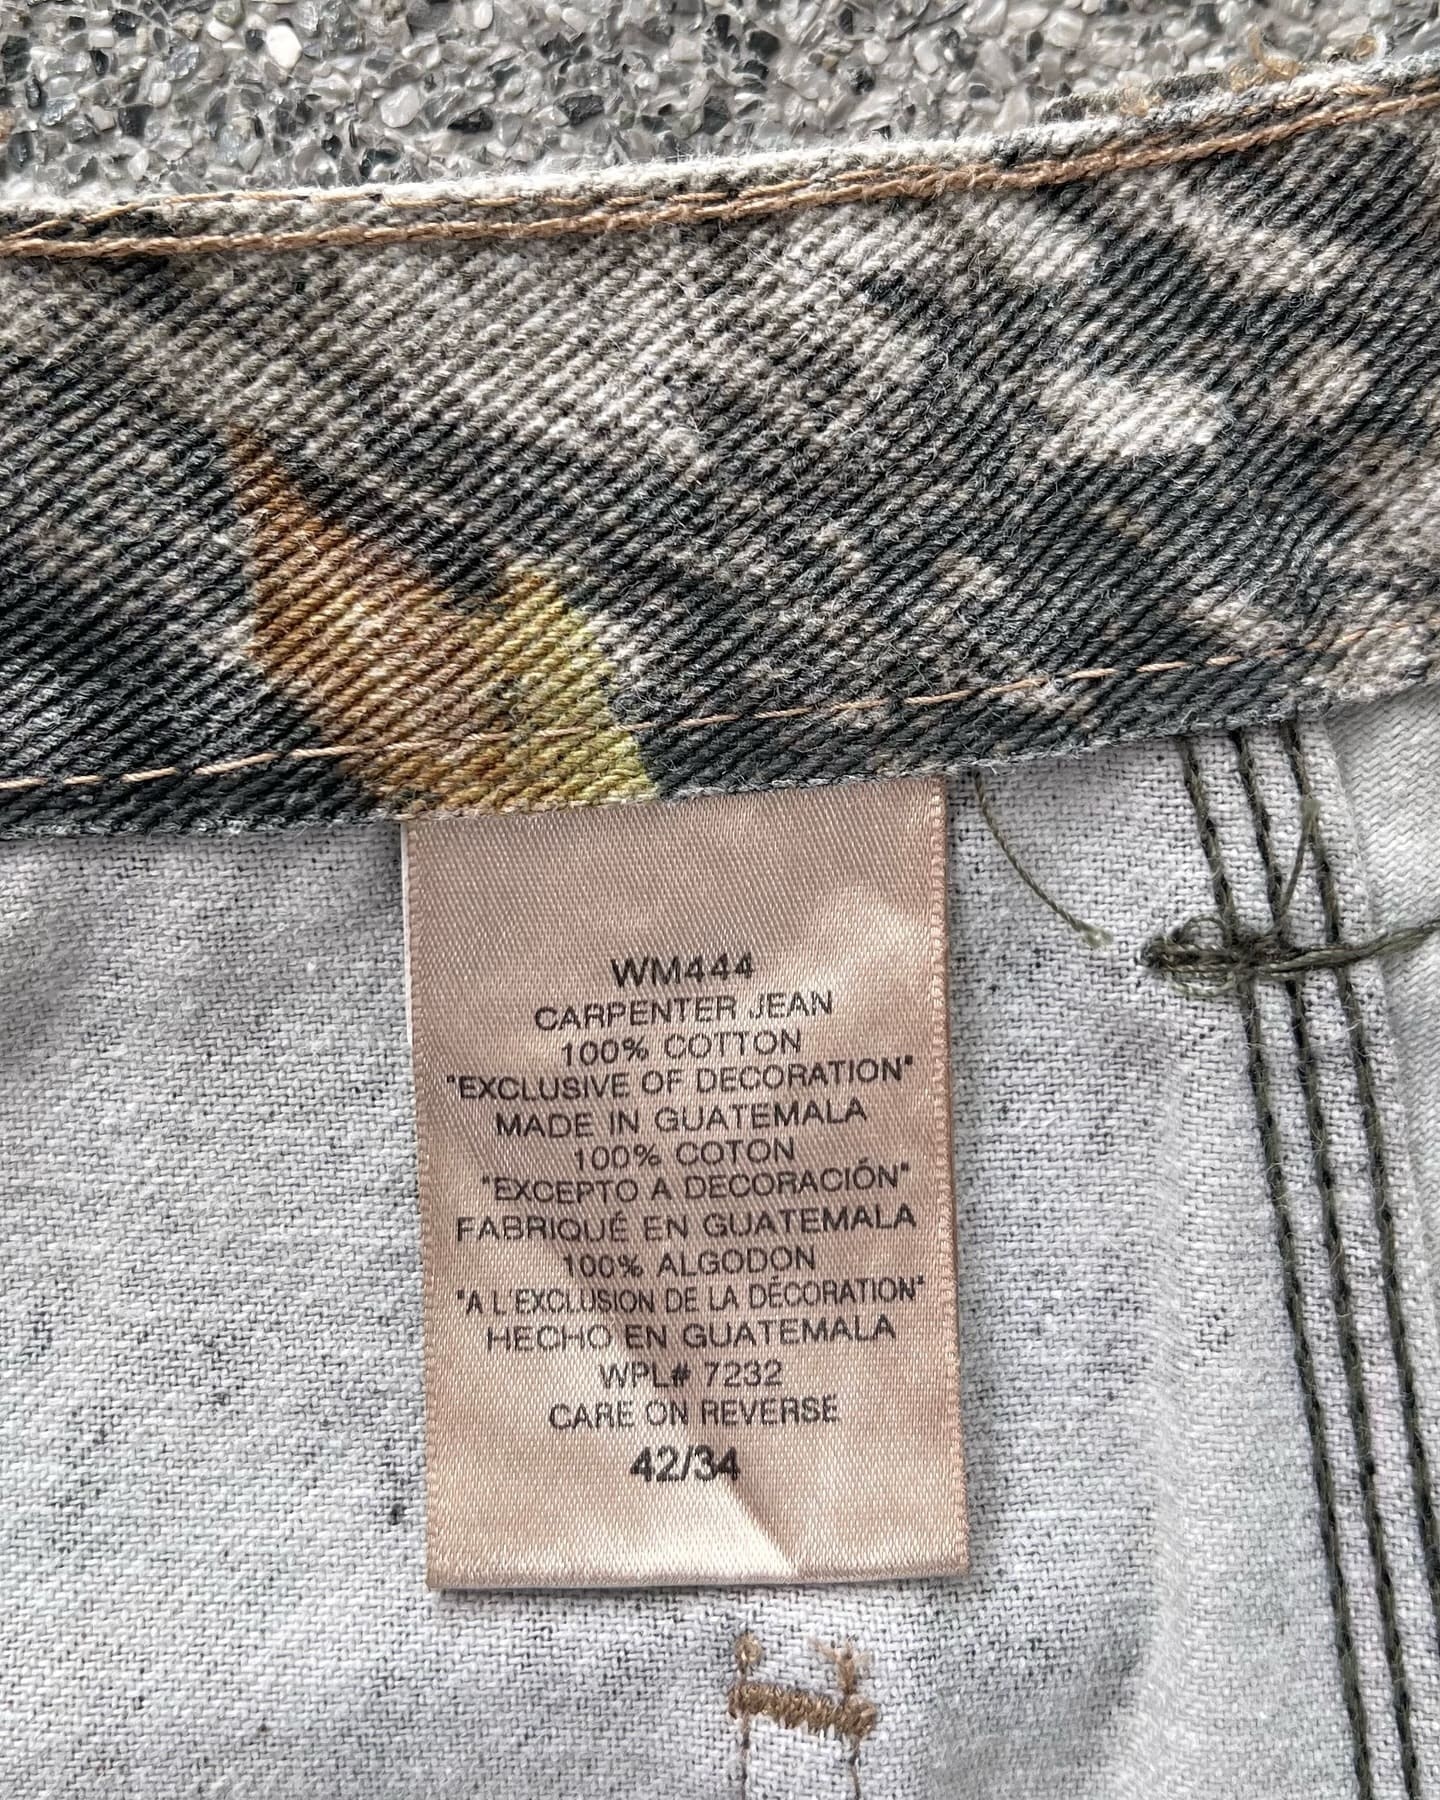 WM444
CARPENTER JEAN
100% COTTON
"EXCLUSIVE OF DECORATION"
MADE IN GUATEMALA
100% COTON
"EXCEPTO A DECORACIÓN"
FABRIQUÉ EN GUATEMALA
100% ALGODON
"A L'EXCLUSION DE LA DÉCORATION"
HECHO EN GUATEMALA
WPL# 7232
CARE ON REVERSE
42/34